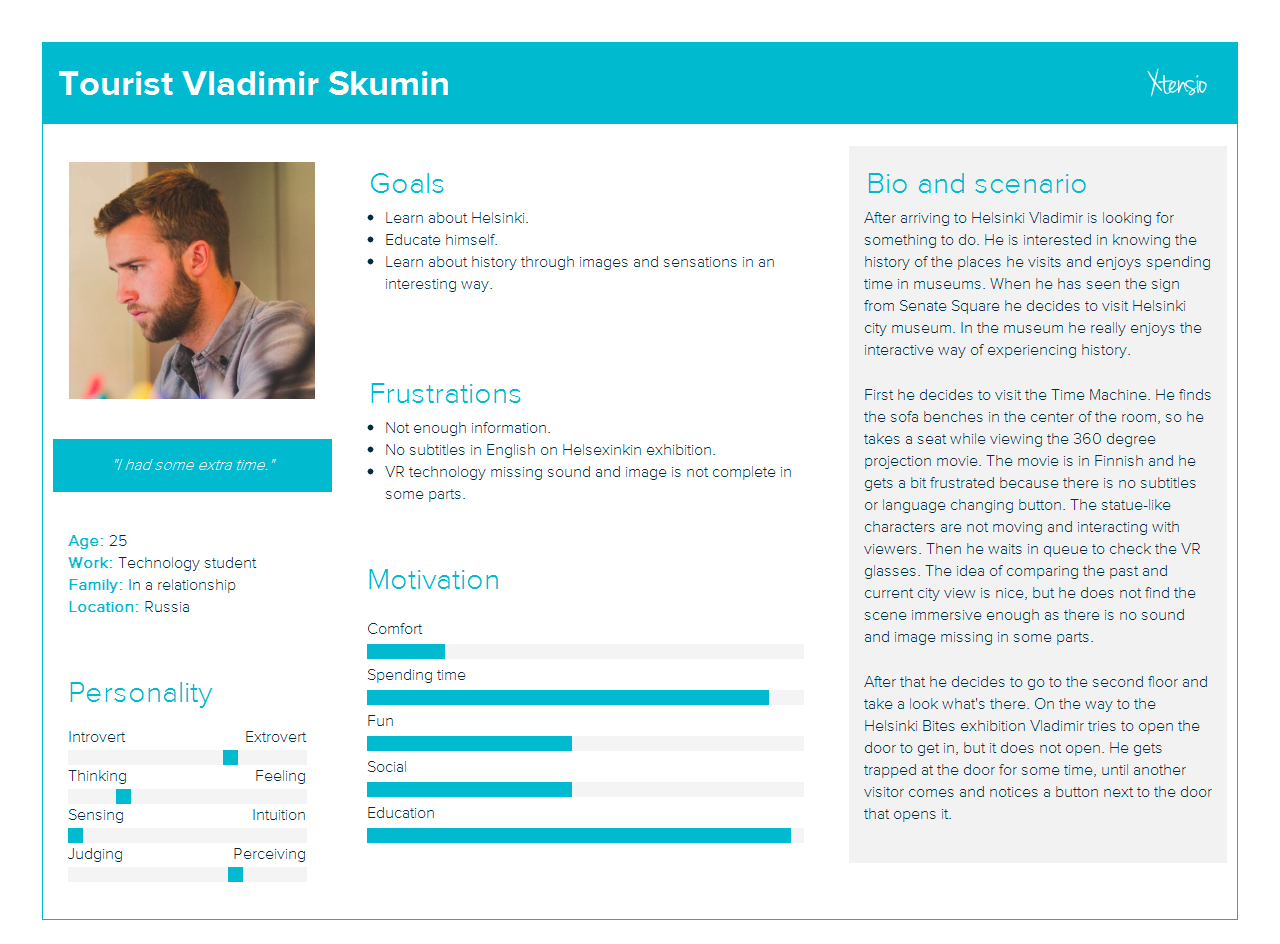 Tourist Vladimir Skumin
Xtensio
"I had some extra time."
Age: 25
Work: Technology student
Family: In a relationship
Location: Russia
Personality
Introvert Extrovert
Thinking Feeling
Sensing Intuition
Judging Perceiving
Goals
• Learn about Helsinki.
• Educate himself.
• Learn about history through images and sensations in an
interesting way.
Frustrations
• Not enough information.
• No subtitles in English on Helsexinkin exhibition.
• VR technology missing sound and image is not complete in
some parts.
Motivation
Comfort
Spending time
Fun
Social
Education
Bio and scenario
After arriving to Helsinki Vladimir is looking for
something to do. He is interested in knowing the
history of the places he visits and enjoys spending
time in museums. When he has seen the sign
from Senate Square he decides to visit Helsinki
city museum. In the museum he really enjoys the
interactive way of experiencing history.
First he decides to visit the Time Machine. He finds
the sofa benches in the center of the room, so he
takes a seat while viewing the 360 degree
projection movie. The movie is in Finnish and he
gets a bit frustrated because there is no subtitles
or language changing button. The statue-like
characters are not moving and interacting with
viewers. Then he waits in queue to check the VR
glasses. The idea of comparing the past and
current city view is nice, but he does not find the
scene immersive enough as there is no sound
and image missing in some parts.
After that he decides to go to the second floor and
take a look what's there. On the way to the
Helsinki Bites exhibition Vladimir tries to open the
door to get in, but it does not open. He gets
trapped at the door for some time, until another
visitor comes and notices a button next to the door
that opens it.